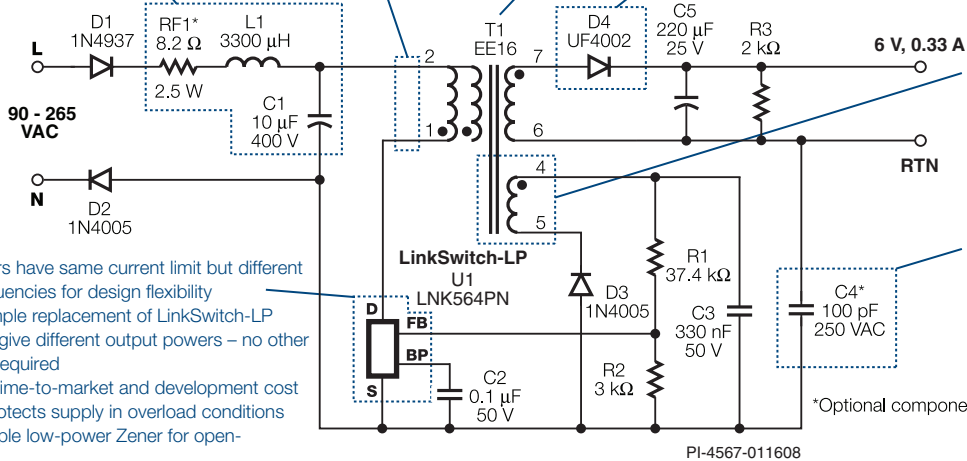 D1
1N4937
RF1*
8.2 Ω
2.5 W
L1
3300 μH
C1
10 μF
400 V
T1
EE16
D4
UF4002
C5
220 μF
25 V
R3
2 kΩ
6 V, 0.33 A
RTN
L
90 - 265
VAC
N
D2
1N4005
2
1
7
6
4
5
LinkSwitch-LP
U1
LNK564PN
D
FB
BP
S
C2
0.1 μF
50 V
D3
1N4005
R1
37.4 kΩ
R2
3 kΩ
C3
330 nF
50 V
C4*
100 pF
250 VAC
*Optional compone
rs have same current limit but different
uencies for design flexibility
ple replacement of LinkSwitch-LP
give different output powers – no other
equired
ime-to-market and development cost
otects supply in overload conditions
ble low-power Zener for open-
PI-4567-011608